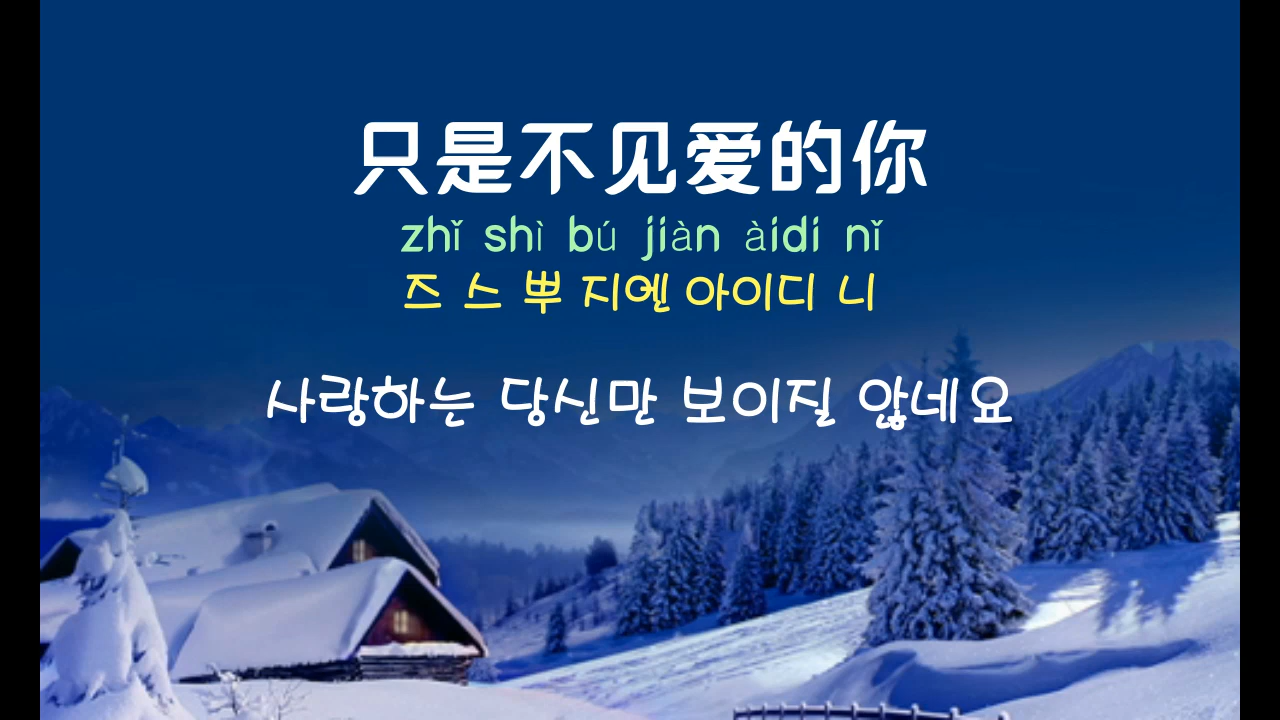 只是不见爱的你
zhǐ shì bú jiàn àidi nǐ
즈 스 뿌 지엔 아이디 니
사랑하는 당신만 보이질 않네요